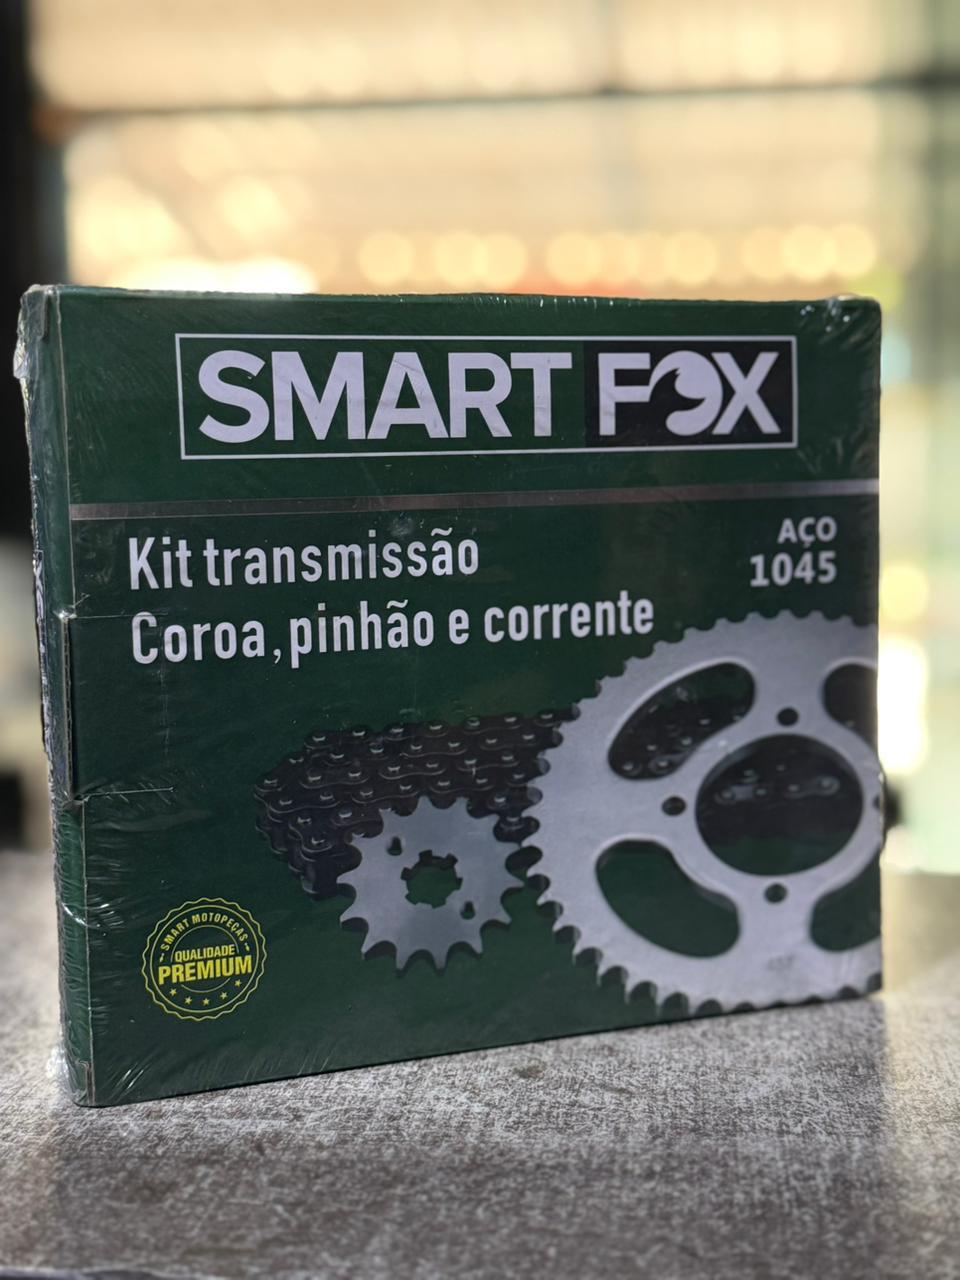 SMART FOX
Kit transmissão
Coroa, pinhão e corrente
AÇO
1045
SMART MOTOPEÇAS
QUALIDADE
PREMIUM